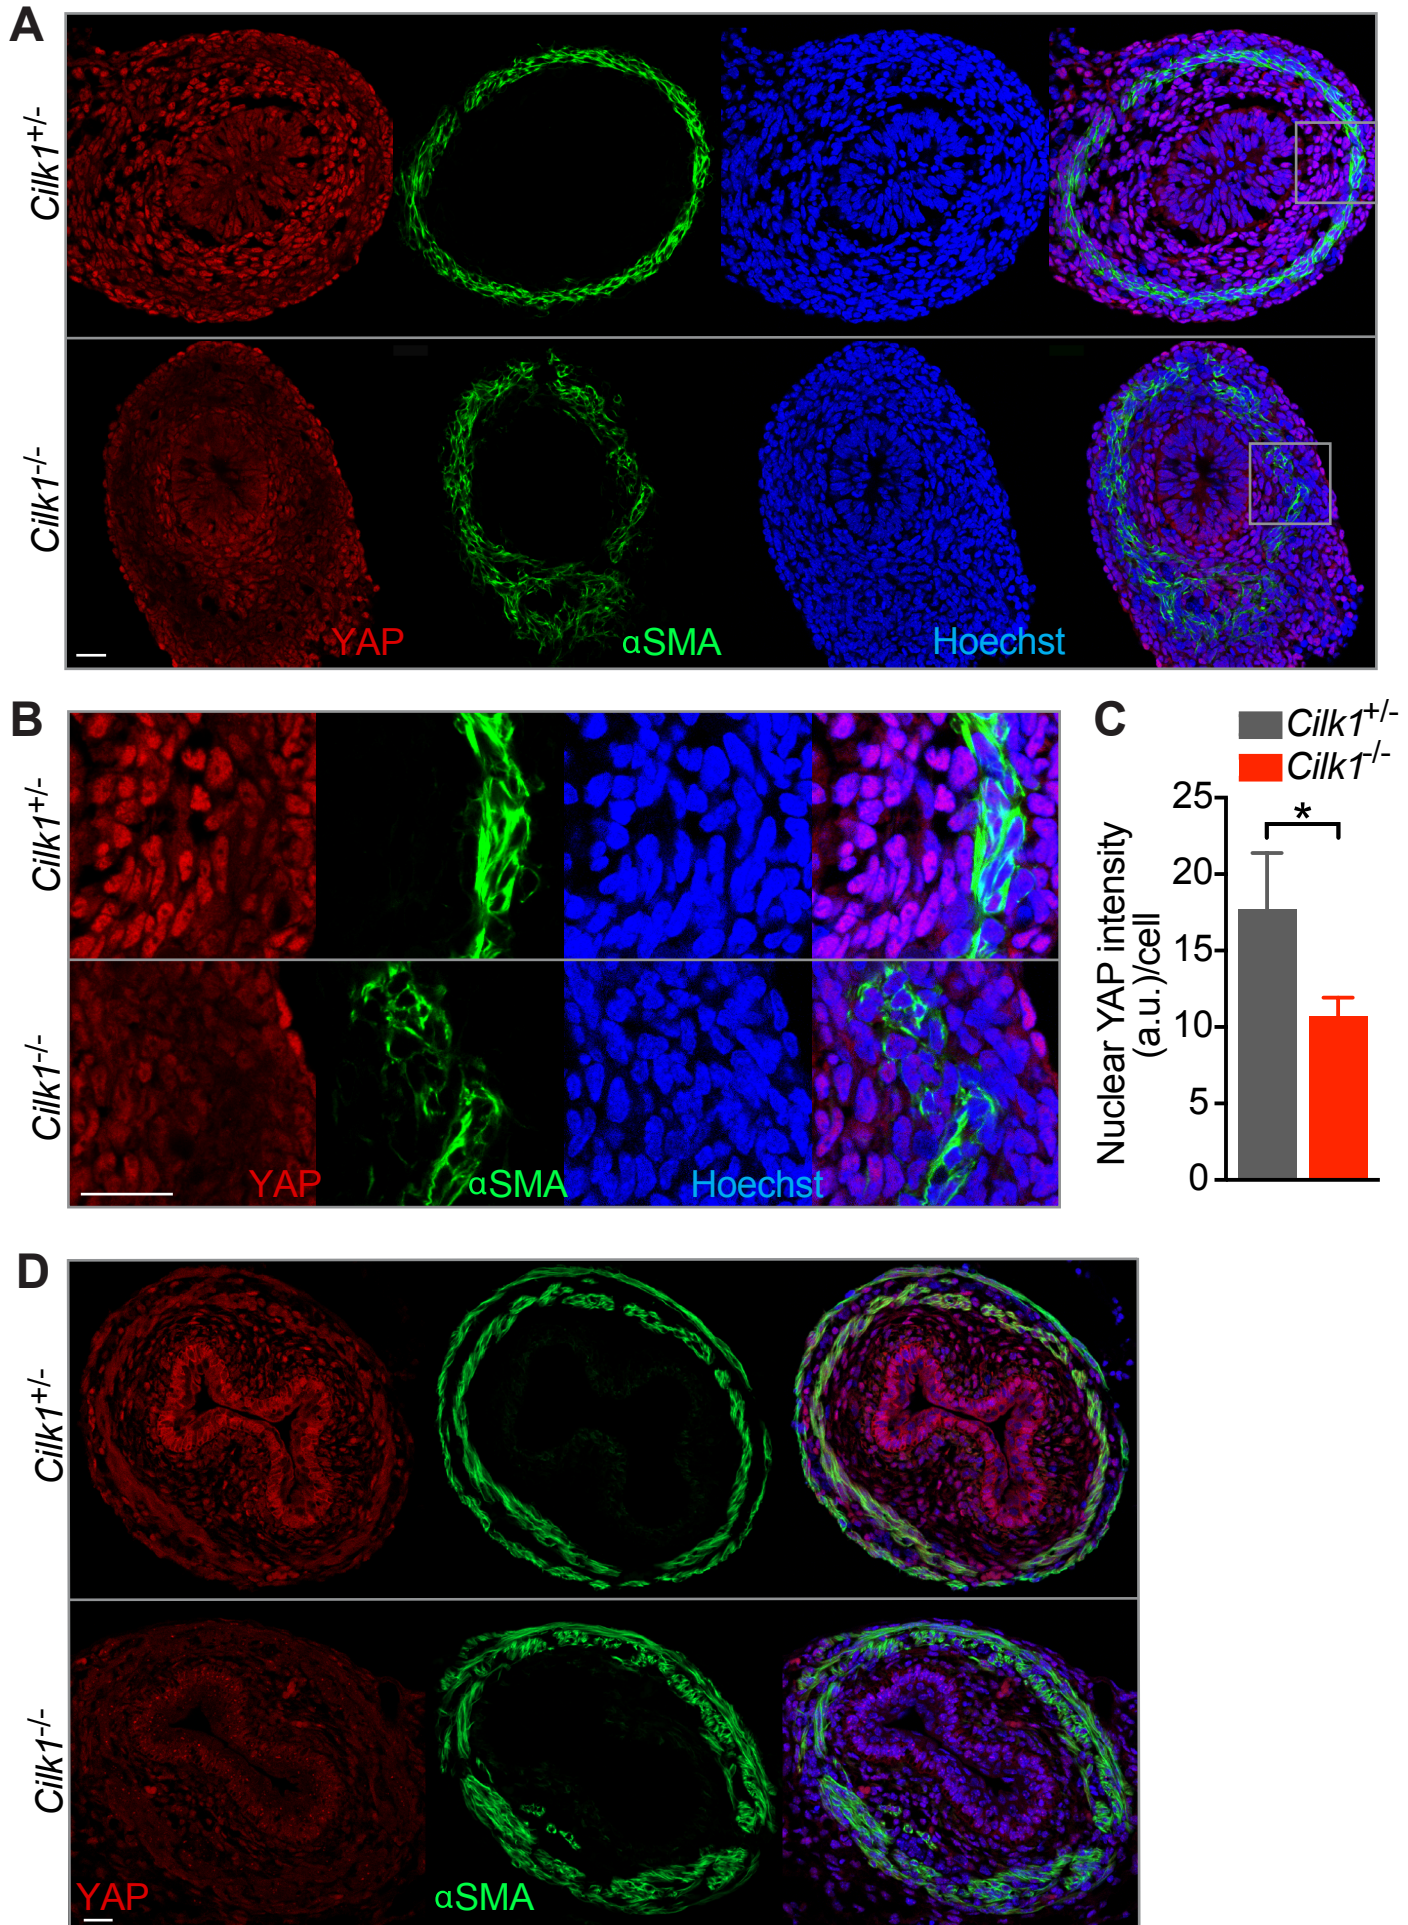 A
Cilk1+/-
Cilk1-/-
YAP
αSMA
Hoechst
B
Cilk1+/-
Cilk1-/-
YAP
αSMA
Hoechst
C
Cilk1+/-
Cilk1-/-
Nuclear YAP intensity
(a.u.)/cell
25
20
15
10
5
0
*
D
Cilk1+/-
Cilk1-/-
YAP
αSMA